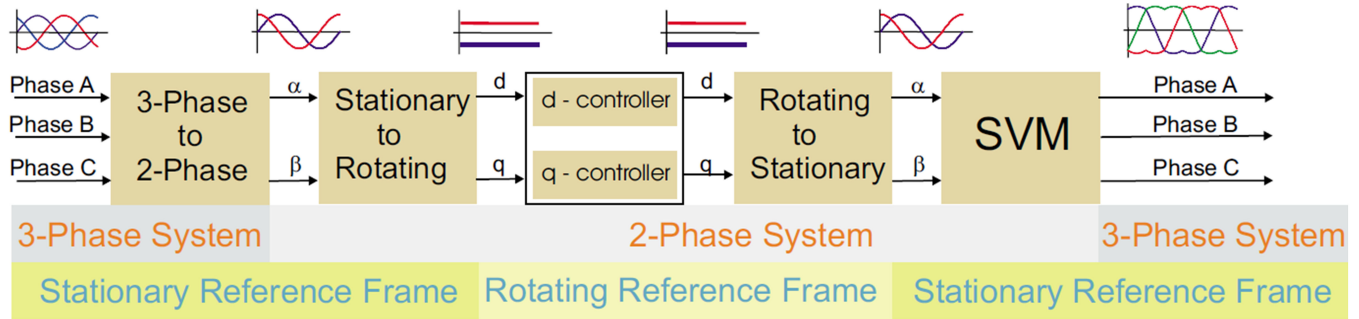 Phase A
Phase B
Phase C
3-Phase
to
2-Phase
α
β
Stationary
to
Rotating
d
q
d - controller
q - controller
d
q
Rotating
to
Stationary
α
β
SVM
Phase A
Phase B
Phase C
3-Phase System
2-Phase System
3-Phase System
Stationary Reference Frame
Rotating Reference Frame
Stationary Reference Frame